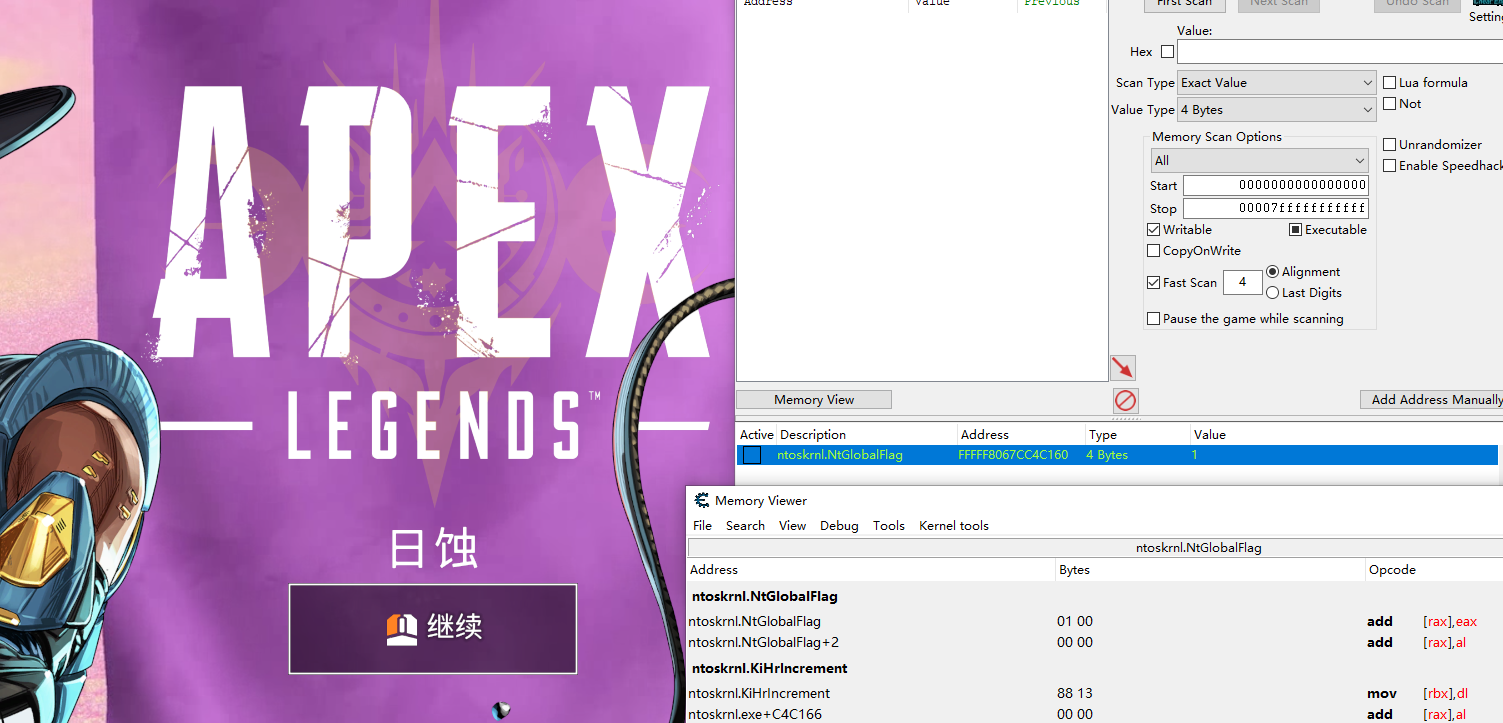 Address Value Previous
First Scan Next Scan Undo Scan
Value:
Hex
Scan Type Exact Value
Lua formula
Value Type 4 Bytes
Not
Memory Scan Options
All
Unrandomizer
Start 0000000000000000
Enable Speedhack
Stop 00007fffffffffff
Writable Executable
CopyOnWrite
Fast Scan 4 Alignment
Last Digits
Pause the game while scanning
Memory View
Add Address Manually
APEX
LEGENDS™
日蚀
继续
Active Description Address Type Value
ntoskrnl.NtGlobalFlag FFFFF8067CC4C160 4 Bytes 1
Memory Viewer
File Search View Debug Tools Kernel tools
ntoskrnl.NtGlobalFlag
Address Bytes Opcode
ntoskrnl.NtGlobalFlag
ntoskrnl.NtGlobalFlag 01 00 add [rax],eax
ntoskrnl.NtGlobalFlag+2 00 00 add [rax],al
ntoskrnl.KiHrIncrement
ntoskrnl.KiHrIncrement 88 13 mov [rbx],dl
ntoskrnl.exe+C4C166 00 00 add [rax],al